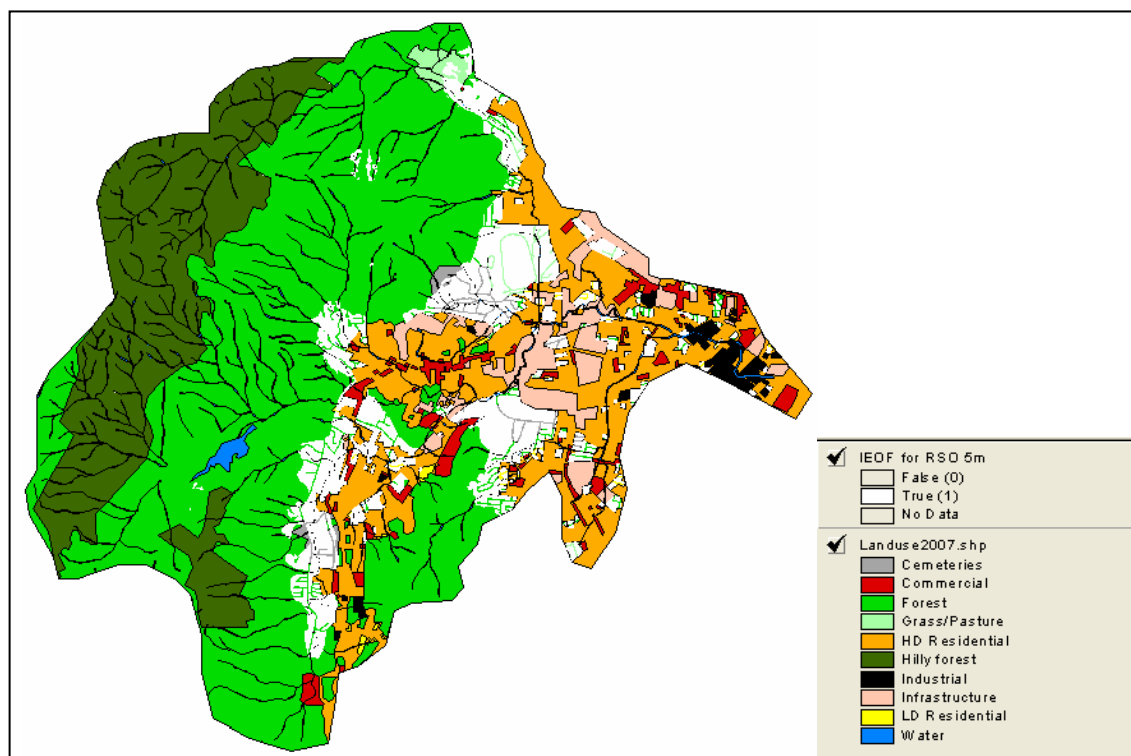 IEOF for RSO 5m
False (0)
True (1)
No Data
Landuse2007.shp
Cemeteries
Commercial
Forest
Grass/Pasture
HD Residential
Hilly forest
Industrial
Infrastructure
LD Residential
Water